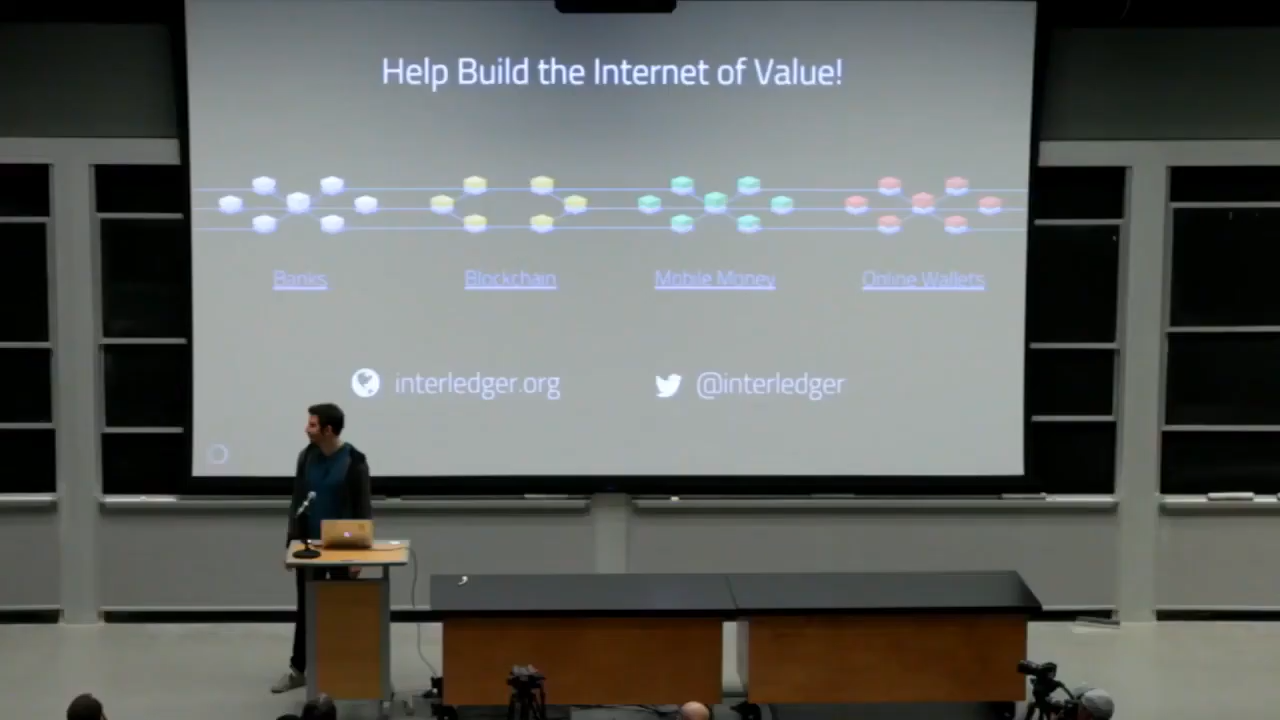 Help Build the Internet of Value!
Banks
Blockchain
Mobile Money
Online Wallets
interledger.org
@interledger